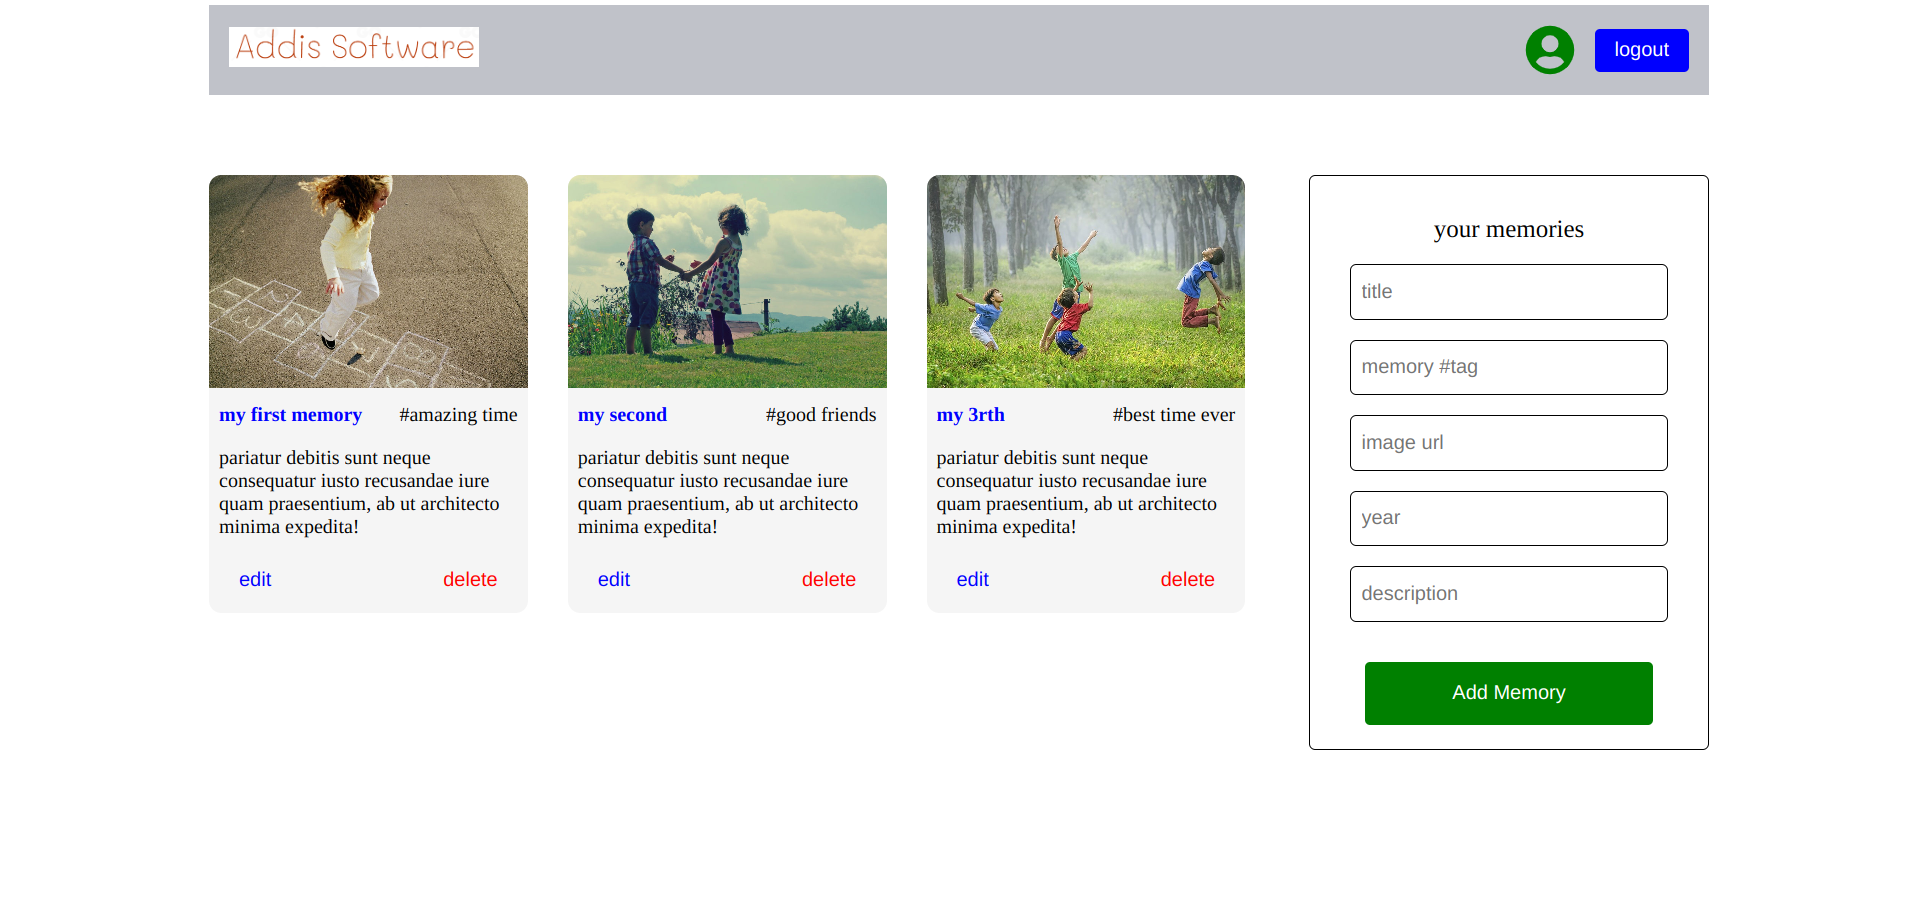 Addis Software
logout
my first memory #amazing time
pariatur debitis sunt neque
consequatur iusto recusandae iure
quam praesentium, ab ut architecto
minima expedita!
edit delete
my second #good friends
pariatur debitis sunt neque
consequatur iusto recusandae iure
quam praesentium, ab ut architecto
minima expedita!
edit delete
my 3rth #best time ever
pariatur debitis sunt neque
consequatur iusto recusandae iure
quam praesentium, ab ut architecto
minima expedita!
edit delete
your memories
title
memory #tag
image url
year
description
Add Memory